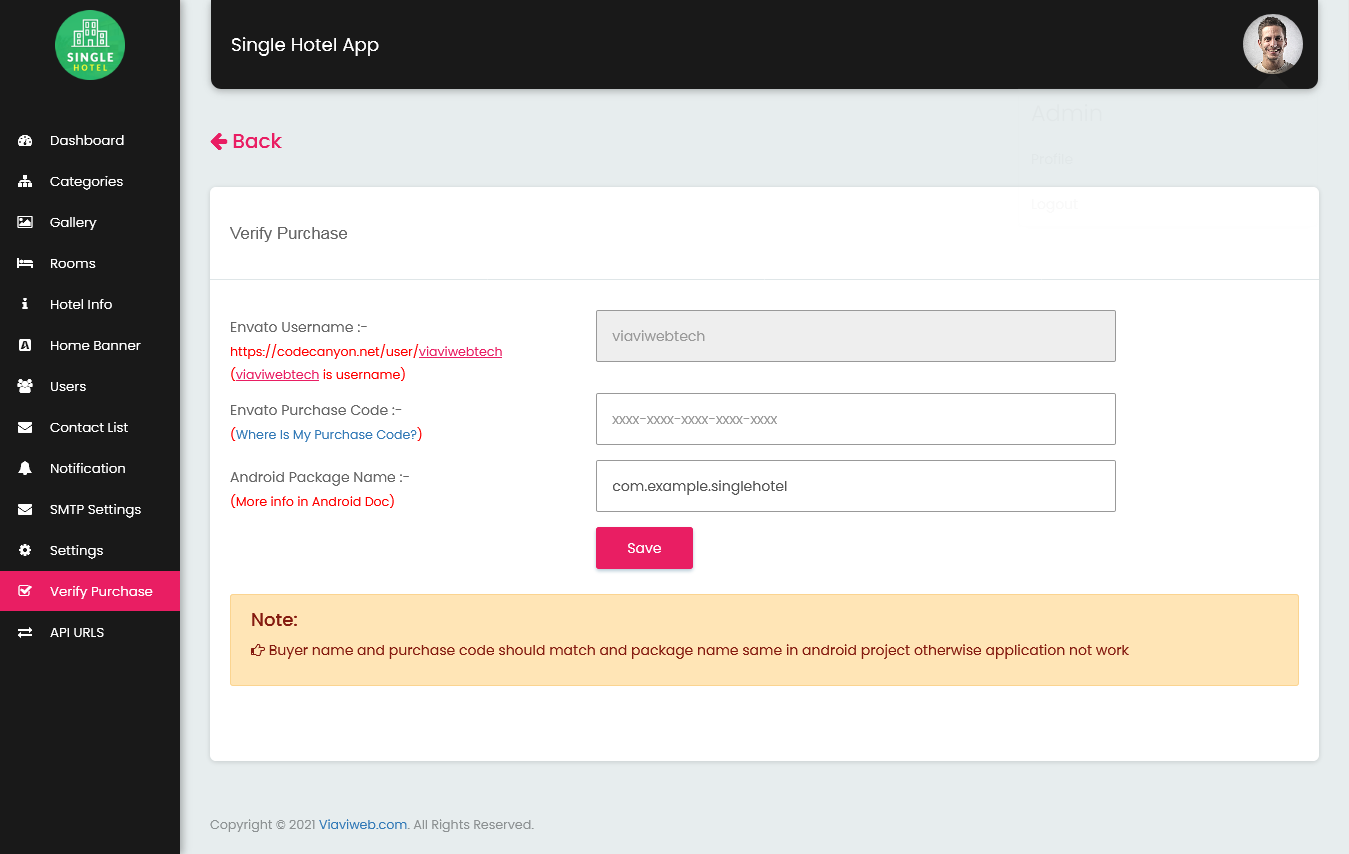 SINGLE
HOTEL
Single Hotel App
Dashboard
Categories
Gallery
Rooms
Hotel Info
Home Banner
Users
Contact List
Notification
SMTP Settings
Settings
Verify Purchase
API URLS
Admin
Profile
Logout
Back
Verify Purchase
Envato Username :-
https://codecanyon.net/user/viaviwebtech
(viaviwebtech is username)
viaviwebtech
Envato Purchase Code :-
(Where Is My Purchase Code?)
xxxx-xxxx-xxxx-xxxx-xxxx
Android Package Name :-
(More info in Android Doc)
com.example.singlehotel
Save
Note:
Buyer name and purchase code should match and package name same in android project otherwise application not work
Copyright © 2021 Viaviweb.com. All Rights Reserved.